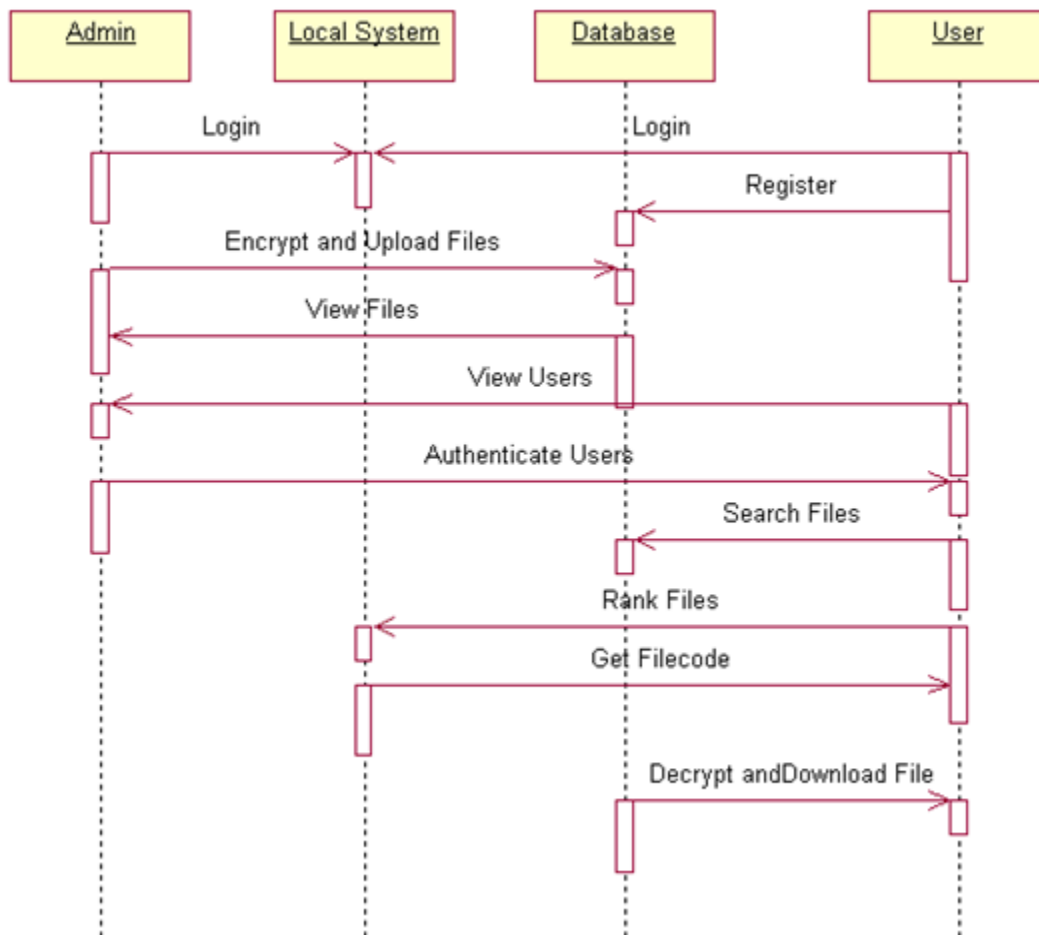 Admin
Local System
Database
User
Login
Login
Register
Encrypt and Upload Files
View Files
View Users
Authenticate Users
Search Files
Rank Files
Get Filecode
Decrypt andDownload File